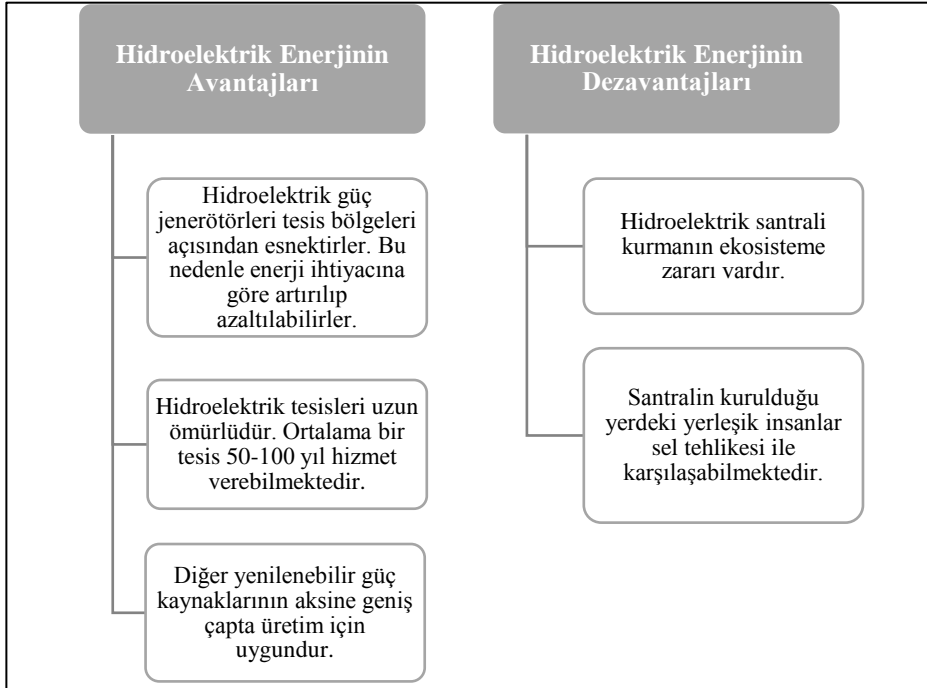 Hidroelektrik Enerjinin
Avantajları
Hidroelektrik güç
jenerötörleri tesis bölgeleri
açısından esnektirler. Bu
nedenle enerji ihtiyacına
göre artırılıp
azaltılabilirler.
Hidroelektrik tesisleri uzun
ömürlüdür. Ortalama bir
tesis 50-100 yıl hizmet
verebilmektedir.
Diğer yenilenebilir güç
kaynaklarının aksine geniş
çapta üretim için
uygundur.
Hidroelektrik Enerjinin
Dezavantajları
Hidroelektrik santrali
kurmanın ekosisteme
zararı vardır.
Santralin kurulduğu
yerdeki yerleşik insanlar
sel tehlikesi ile
karşılaşabilmektedir.